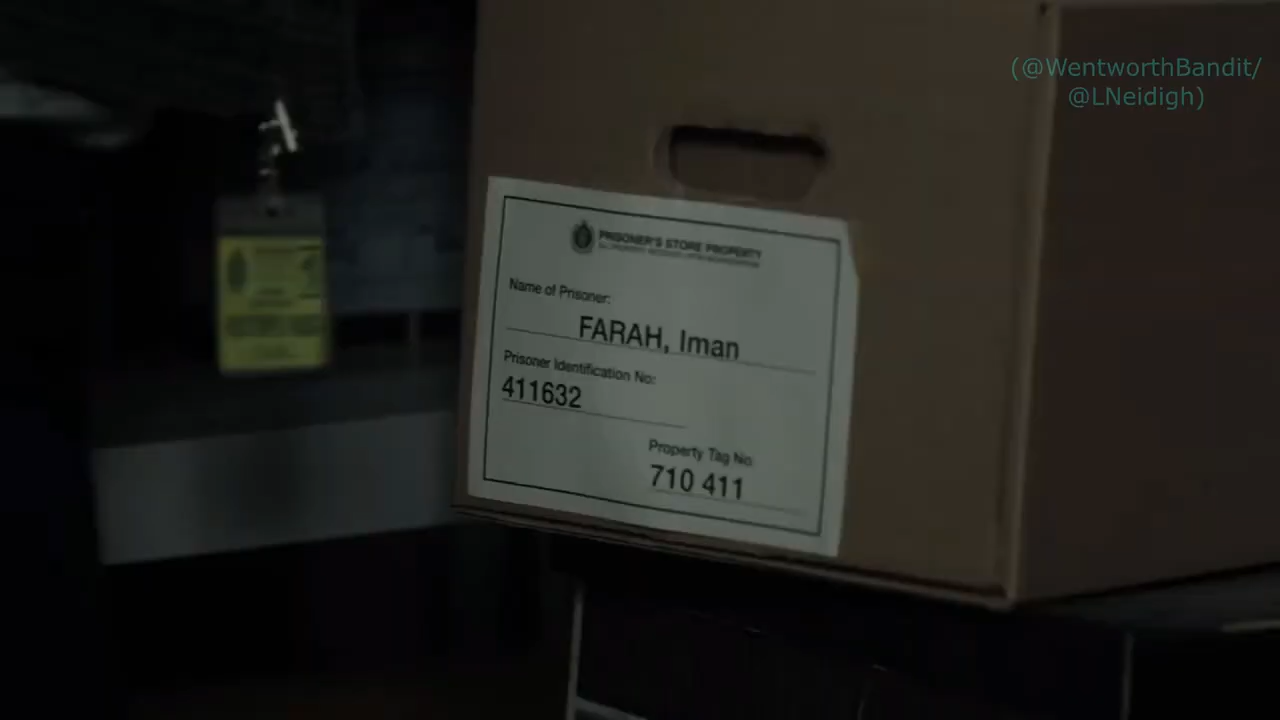 (@WentworthBandit/
@LNeidigh)
PRISONER'S STORE PROPERTY
Name of Prisoner:
FARAH, Iman
Prisoner Identification No:
411632
Property Tag No.
710 411